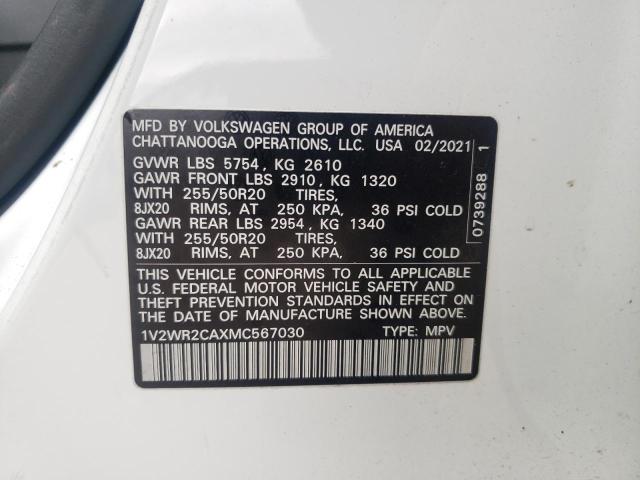 MFD BY VOLKSWAGEN GROUP OF AMERICA
CHATTANOOGA OPERATIONS, LLC. USA 02/2021
GVWR LBS 5754, KG 2610
GAWR FRONT LBS 2910, KG 1320
WITH 255/50R20 TIRES,
8JX20 RIMS, AT 250 KPA, 36 PSI COLD
GAWR REAR LBS 2954, KG 1340
WITH 255/50R20 TIRES,
8JX20 RIMS, AT 250 KPA, 36 PSI COLD
THIS VEHICLE CONFORMS TO ALL APPLICABLE
U.S. FEDERAL MOTOR VEHICLE SAFETY AND
THEFT PREVENTION STANDARDS IN EFFECT ON
THE DATE OF MANUFACTURE SHOWN ABOVE.
1V2WR2CAXMC567030 TYPE: MPV
0739288 1